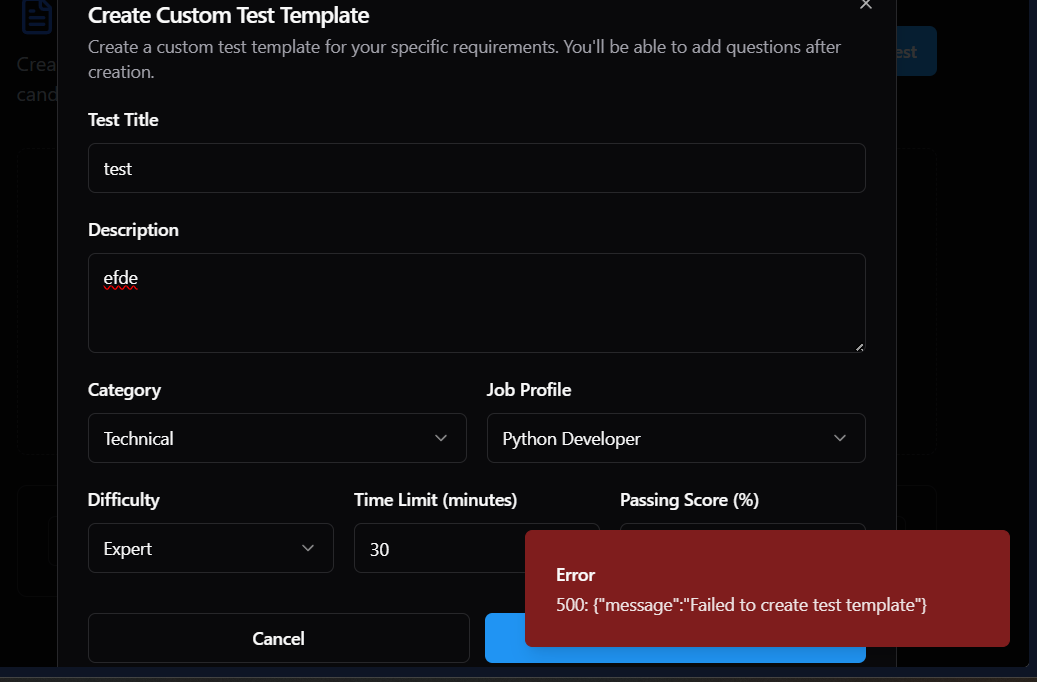 Create Custom Test Template
Create a custom test template for your specific requirements. You'll be able to add questions after
creation.
Crea
cand
est
Test Title
test
Description
efde
Category
Job Profile
Technical
Python Developer
Difficulty
Time Limit (minutes)
Passing Score (%)
Expert
30
Error
500: {"message":"Failed to create test template"}
Cancel